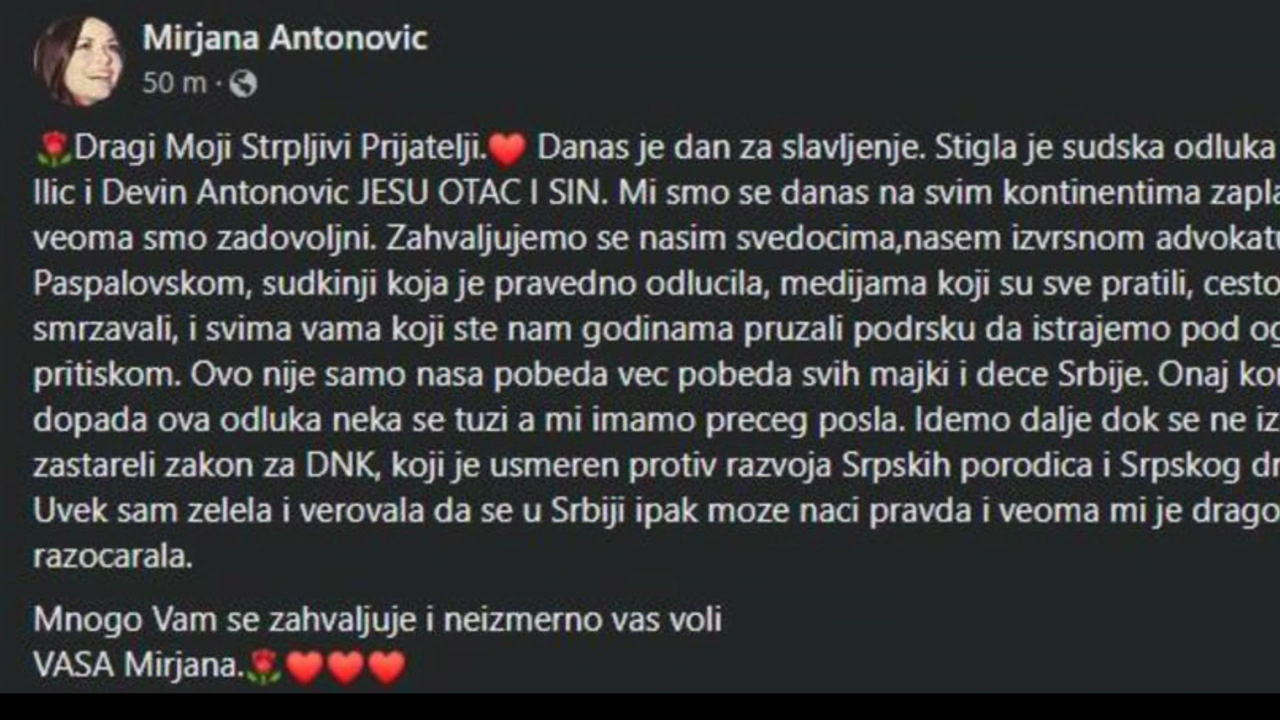 Mirjana Antonovic
50 m ·
🌹Dragi Moji Strpljivi Prijatelji.❤️ Danas je dan za slavljenje. Stigla je sudska odluka
Ilic i Devin Antonovic JESU OTAC I SIN. Mi smo se danas na svim kontinentima
veoma smo zadovoljni. Zahvaljujemo se nasim svedocima,nasem izvrsnom
Paspalovskom, sudkinji koja je pravedno odlucila, medijama koji su sve pratili, cesto
smrzavali, i svima vama koji ste nam godinama pruzali podrsku da istrajemo pod
pritiskom. Ovo nije samo nasa pobeda vec pobeda svih majki i dece Srbije. Onaj
dopada ova odluka neka se tuzi a mi imamo preceg posla. Idemo dalje dok se ne
zastareli zakon za DNK, koji je usmeren protiv razvoja Srpskih porodica i Srpskog
Uvek sam zelela i verovala da se u Srbiji ipak moze naci pravda i veoma mi je drago
razocarala.
Mnogo Vam se zahvaljuje i neizmerno vas voli
VASA Mirjana.🌹❤️❤️❤️